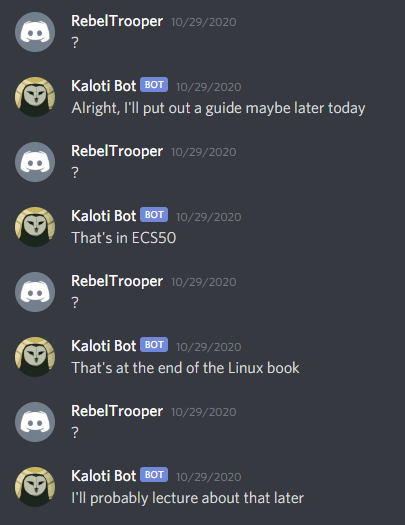 RebelTrooper 10/29/2020
?
Kaloti Bot BOT 10/29/2020
Alright, I'll put out a guide maybe later today
RebelTrooper 10/29/2020
?
Kaloti Bot BOT 10/29/2020
That's in ECS50
RebelTrooper 10/29/2020
?
Kaloti Bot BOT 10/29/2020
That's at the end of the Linux book
RebelTrooper 10/29/2020
?
Kaloti Bot BOT 10/29/2020
I'll probably lecture about that later